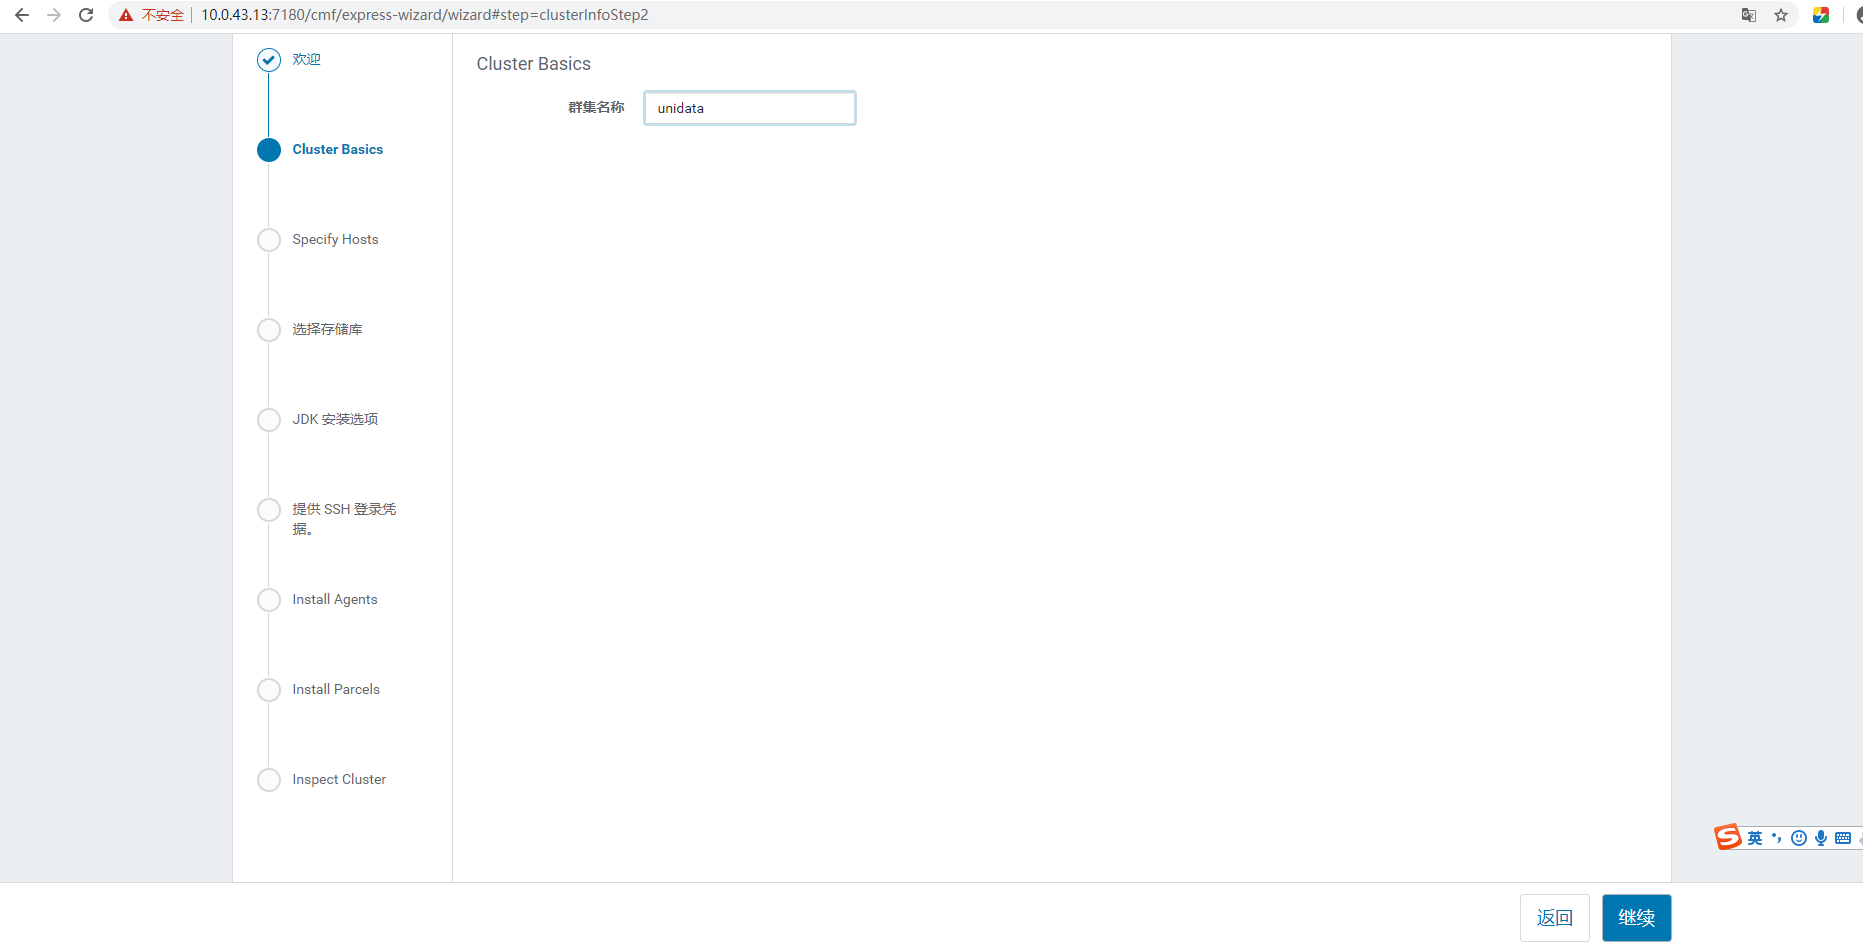 不安全
10.0.43.13:7180/cmf/express-wizard/wizard#step=clusterInfoStep2
欢迎
Cluster Basics
Specify Hosts
选择存储库
JDK 安装选项
提供 SSH 登录凭
据。
Install Agents
Install Parcels
Inspect Cluster
Cluster Basics
群集名称
unidata
英
返回
继续